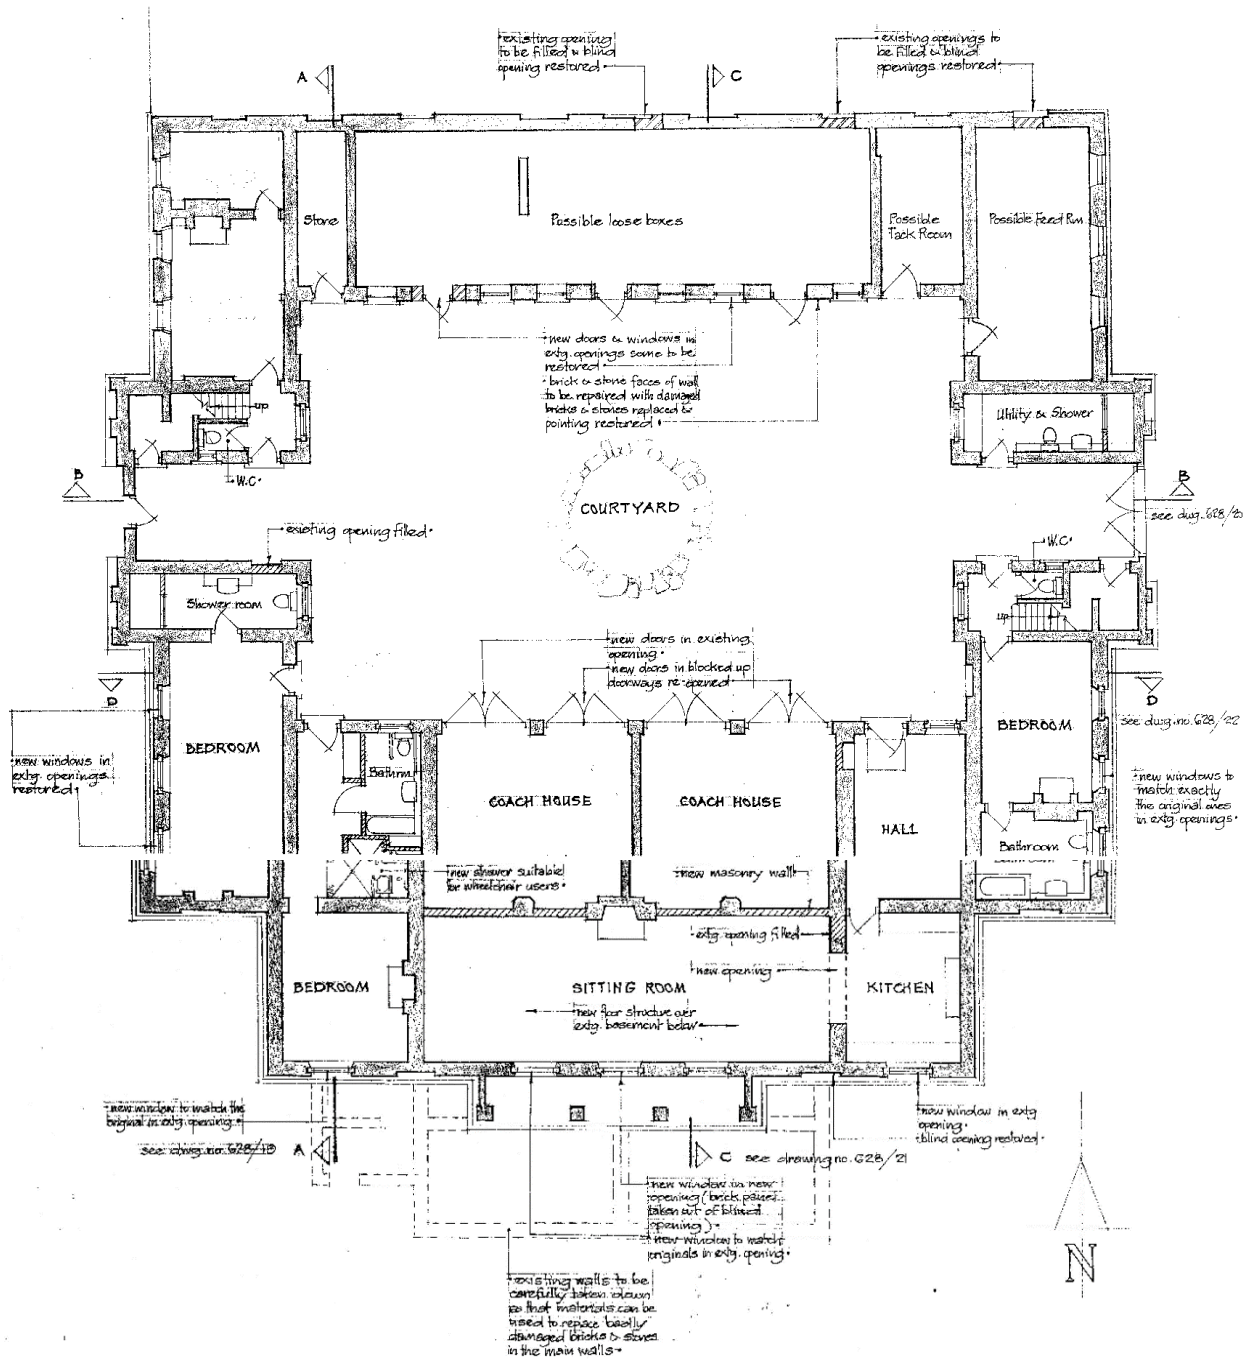 existing opening
to be filled & blind
opening restored
existing openings to
be filled & blind
openings restored
A
C
Store
Possible loose boxes
Possible
Tack Room
Possible Feed Rm
new doors & windows in
extg. openings some to be
restored
brick & stone faces of wall
to be repaired with damaged
bricks & stones replaced &
pointing restored
up
W.C.
Utility & Shower
B
COURTYARD
B
see dwg. 628/20
existing opening filled
W.C.
Shower room
up
new doors in existing
opening
new doors in blocked up
doorways re-opened
D
D
see dwg. no. 628/22
BEDROOM
BEDROOM
new windows in
extg. openings
restored
Bathrm
COACH HOUSE
COACH HOUSE
HALL
new windows to
match exactly
the original ones
in extg. openings
Bathroom
new shower suitable
for wheelchair users
new masonry wall
extg. opening filled
new opening
BEDROOM
SITTING ROOM
KITCHEN
new floor structure over
extg. basement below
new window to match the
original in extg. opening
see dwg. no. 628/19
A
C
see drawing no. 628/21
new window in extg
opening
blind opening restored
new window in new
opening (brick panel
taken out of blind
opening)
new window to match
originals in extg. opening
existing walls to be
carefully taken down
so that materials can be
used to replace badly
damaged bricks & stones
in the main walls
N